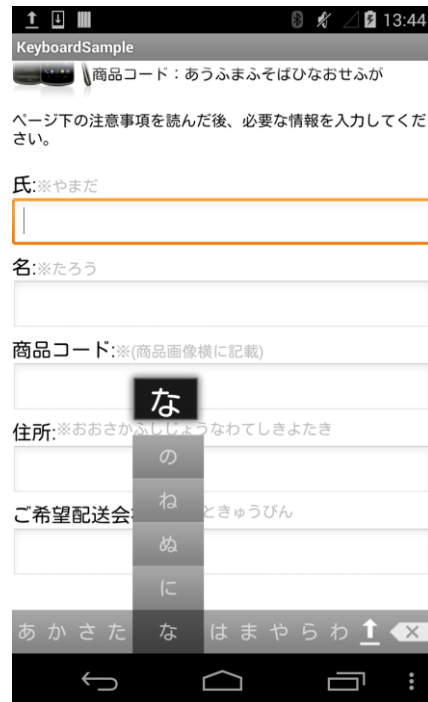 13:44
KeyboardSample
商品コード：あうふまふそばひなおせふが
ページ下の注意事項を読んだ後、必要な情報を入力してくだ
さい。
氏:※やまだ
名:※たろう
商品コード:※(商品画像横に記載)
な
住所:※おおさかふしじょうなわてしきよたき
の
ね
ご希望配送会
ときゅうびん
ぬ
に
あ か さ た な は ま や ら わ